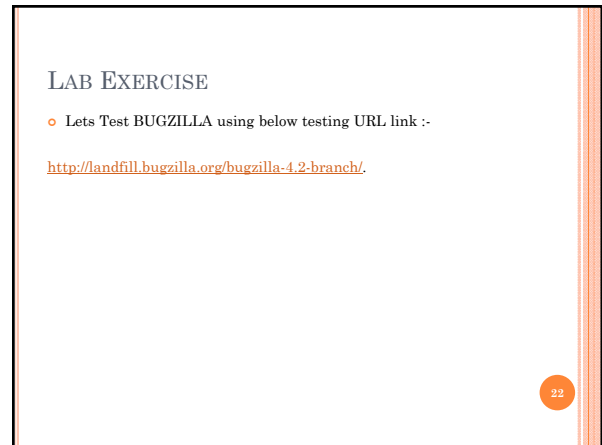 LAB EXERCISE
Lets Test BUGZILLA using below testing URL link :-
http://landfill.bugzilla.org/bugzilla-4.2-branch/.
22